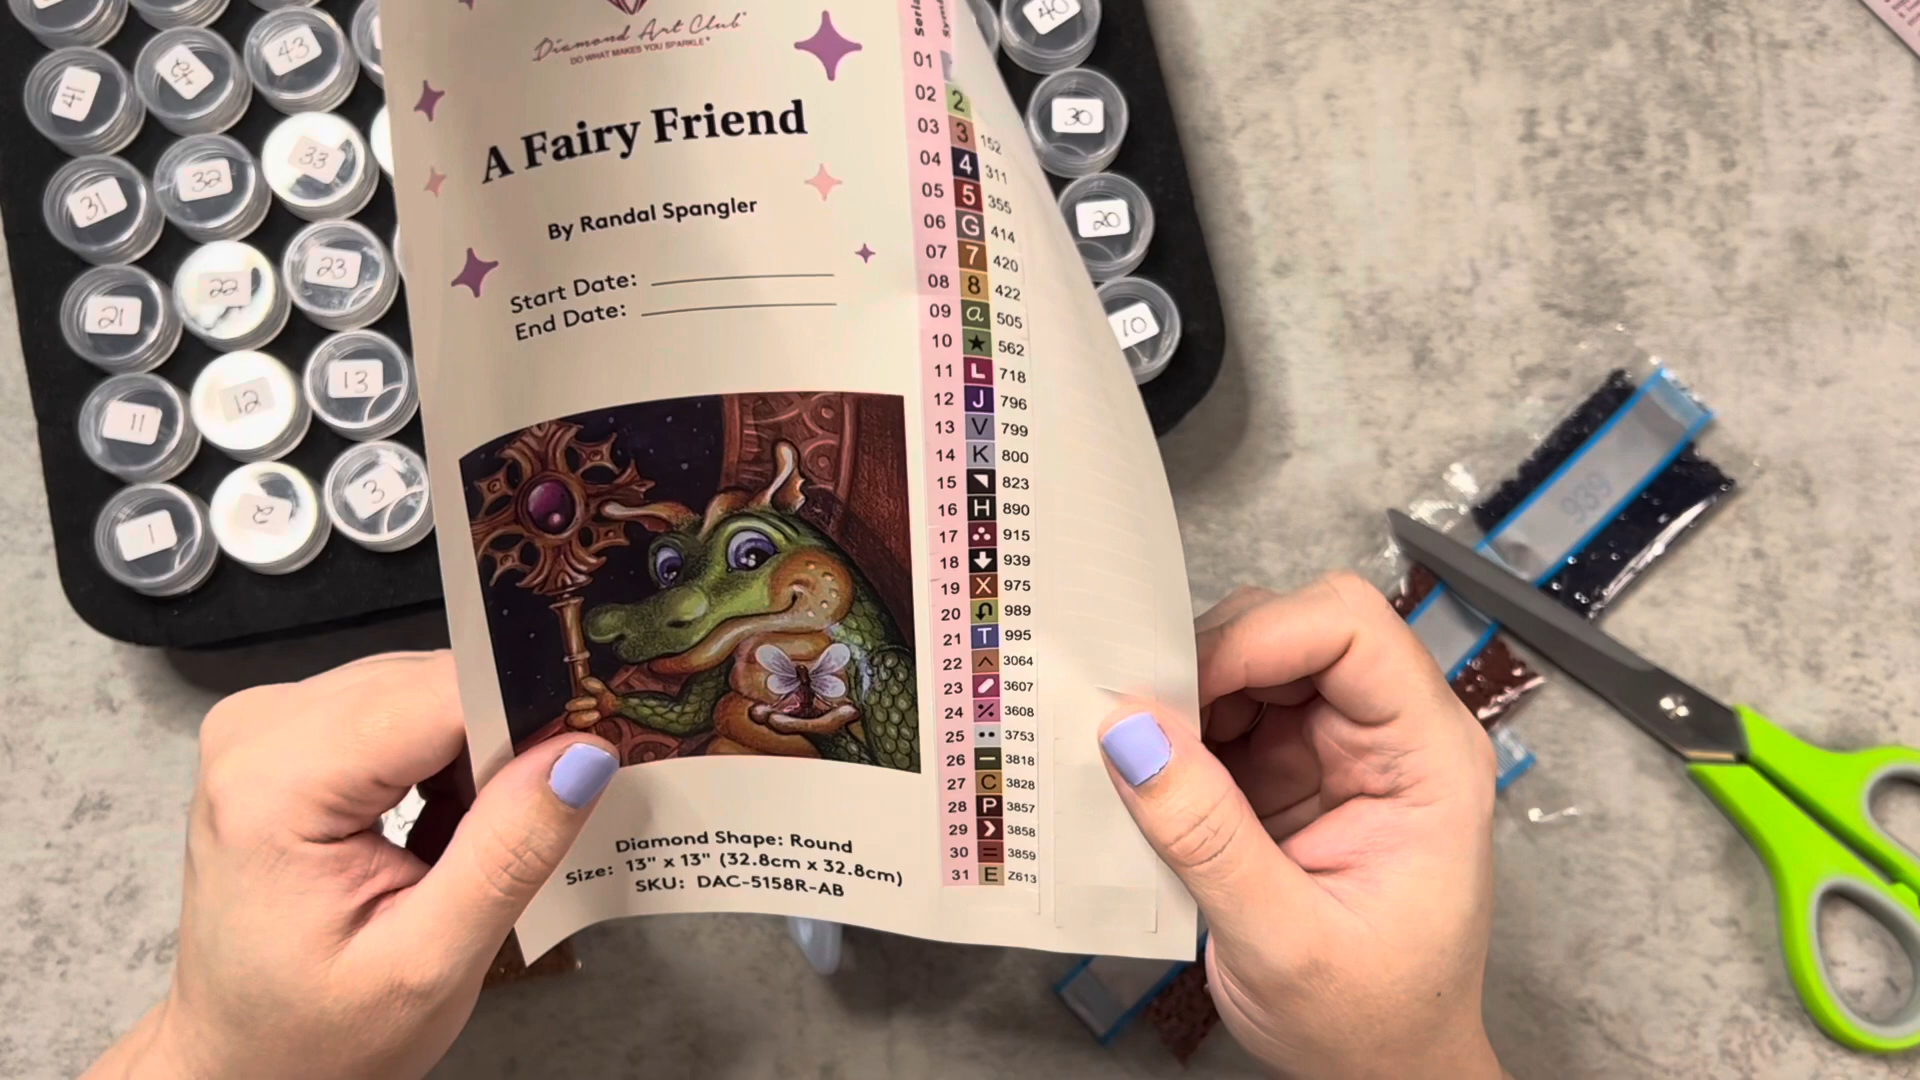 Diamond Art Club®
DO WHAT MAKES YOU SPARKLE®
A Fairy Friend
By Randal Spangler
Start Date:
End Date:
Diamond Shape: Round
Size: 13" x 13" (32.8cm x 32.8cm)
SKU: DAC-5158R-AB
01
02 2
03 3 152
04 4 311
05 5 355
06 G 414
07 7 420
08 8 422
09 a 505
10 ★ 562
11 L 718
12 J 796
13 V 799
14 K 800
15 ◥ 823
16 H 890
17 915
18 939
19 X 975
20 989
21 T 995
22 ^ 3064
23 3607
24 ٪ 3608
25 •• 3753
26 – 3818
27 C 3828
28 P 3857
29 3858
30 = 3859
31 E Z613
41
43
40
31
32
33
30
21
22
23
20
11
12
13
10
1
2
3
939